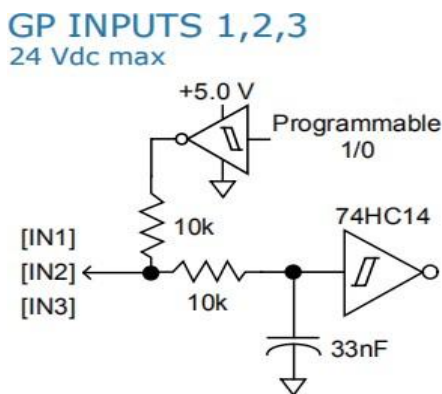 GP INPUTS 1,2,3
24 Vdc max
+5.0 V
Programmable
1/0
10k
74HC14
[IN1]
[IN2]
[IN3]
10k
33nF